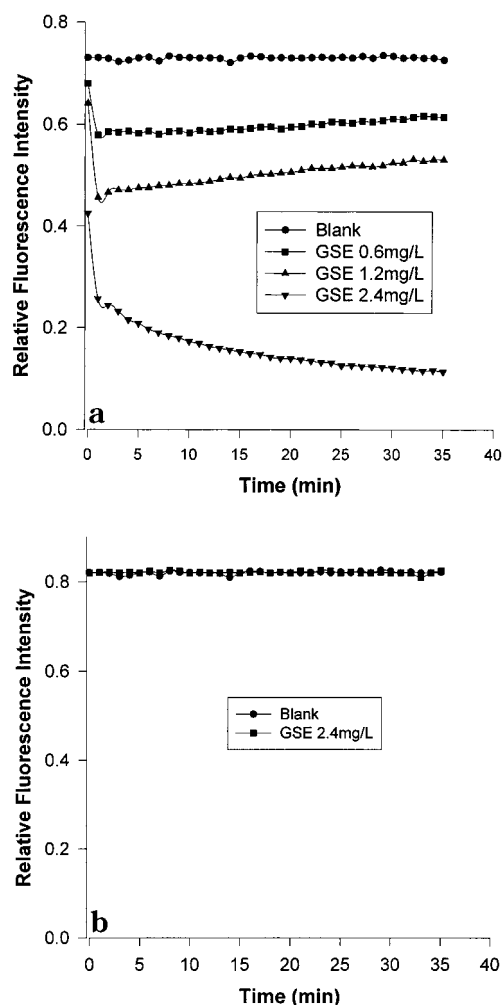 0.8
0.6
0.4
0.2
0.0
Relative Fluorescence Intensity
Blank
GSE 0.6mg/L
GSE 1.2mg/L
GSE 2.4mg/L
a
0 5 10 15 20 25 30 35 40
Time (min)
0.8
0.6
0.4
0.2
0.0
Relative Fluorescence Intensity
Blank
GSE 2.4mg/L
b
0 5 10 15 20 25 30 35 40
Time (min)